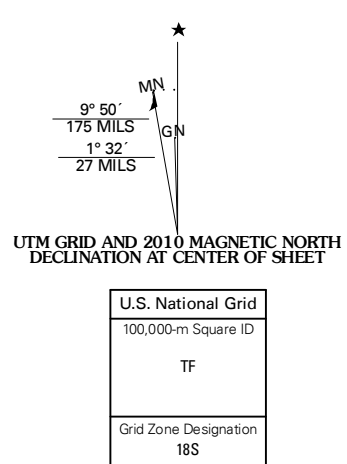 ★
MN
9° 50´
175 MILS
GN
1° 32´
27 MILS
UTM GRID AND 2010 MAGNETIC NORTH
DECLINATION AT CENTER OF SHEET
U.S. National Grid
100,000-m Square ID
TF
Grid Zone Designation
18S